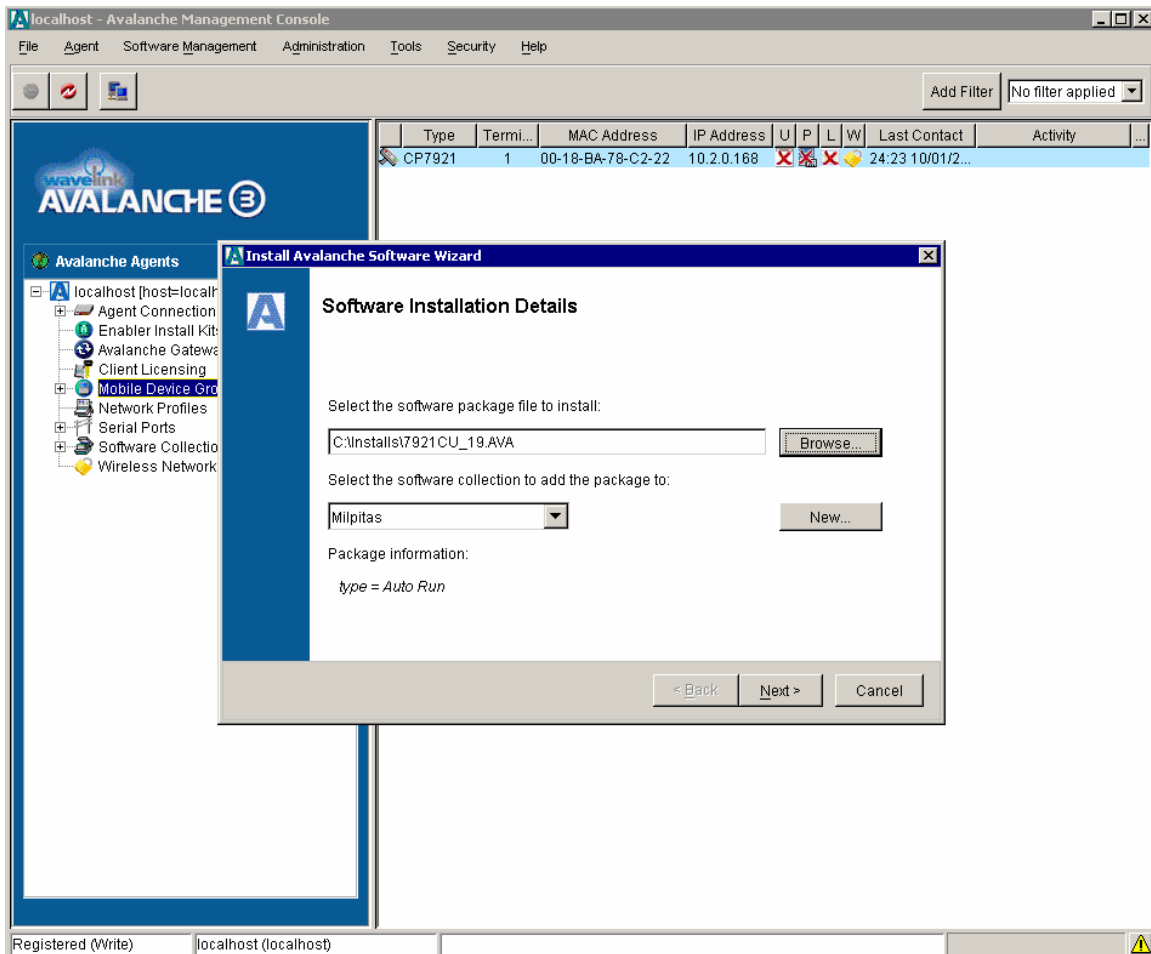 localhost - Avalanche Management Console
File Agent Software Management Administration Tools Security Help
Add Filter No filter applied
Type Termi... MAC Address IP Address U P L W Last Contact Activity ...
CP7921 1 00-18-BA-78-C2-22 10.2.0.168 24:23 10/01/2...
wavelink
AVALANCHE 3
Avalanche Agents
localhost [host=localh
Agent Connection
Enabler Install Kits
Avalanche Gatewa
Client Licensing
Mobile Device Gro
Network Profiles
Serial Ports
Software Collectio
Wireless Network
Install Avalanche Software Wizard
A
Software Installation Details
Select the software package file to install:
C:\Installs\7921CU_19.AVA Browse...
Select the software collection to add the package to:
Milpitas New...
Package information:
type = Auto Run
< Back Next > Cancel
Registered (Write) localhost (localhost)